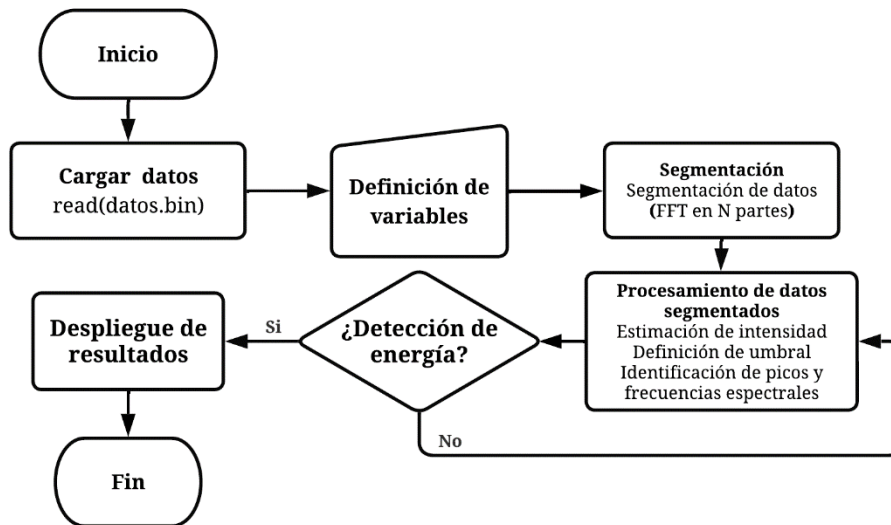 Inicio
Cargar datos
read(datos.bin)
Definición de
variables
Segmentación
Segmentación de datos
(FFT en N partes)
Procesamiento de datos
segmentados
Estimación de intensidad
Definición de umbral
Identificación de picos y
frecuencias espectrales
¿Detección de
energía?
Si
No
Despliegue de
resultados
Fin